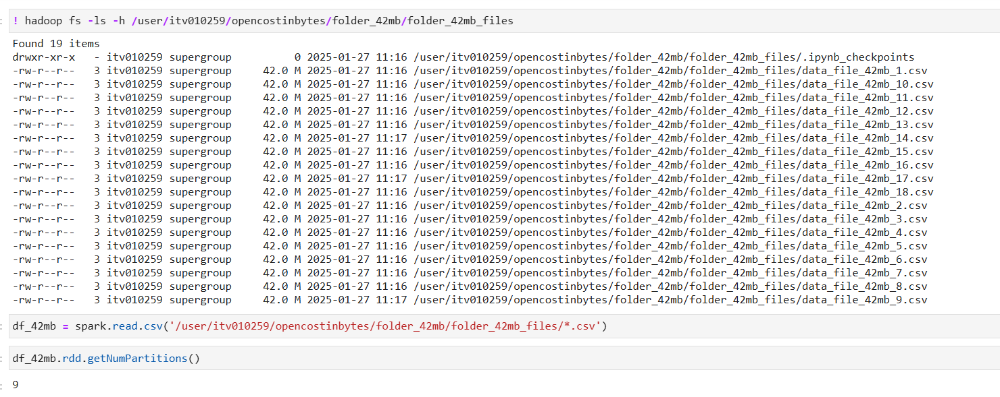 ! hadoop fs -ls -h /user/itv010259/opencostinbytes/folder_42mb/folder_42mb_files
Found 19 items
drwxr-xr-x   - itv010259 supergroup          0 2025-01-27 11:16 /user/itv010259/opencostinbytes/folder_42mb/folder_42mb_files/.ipynb_checkpoints
-rw-r--r--   3 itv010259 supergroup     42.0 M 2025-01-27 11:16 /user/itv010259/opencostinbytes/folder_42mb/folder_42mb_files/data_file_42mb_1.csv
-rw-r--r--   3 itv010259 supergroup     42.0 M 2025-01-27 11:16 /user/itv010259/opencostinbytes/folder_42mb/folder_42mb_files/data_file_42mb_10.csv
-rw-r--r--   3 itv010259 supergroup     42.0 M 2025-01-27 11:16 /user/itv010259/opencostinbytes/folder_42mb/folder_42mb_files/data_file_42mb_11.csv
-rw-r--r--   3 itv010259 supergroup     42.0 M 2025-01-27 11:16 /user/itv010259/opencostinbytes/folder_42mb/folder_42mb_files/data_file_42mb_12.csv
-rw-r--r--   3 itv010259 supergroup     42.0 M 2025-01-27 11:16 /user/itv010259/opencostinbytes/folder_42mb/folder_42mb_files/data_file_42mb_13.csv
-rw-r--r--   3 itv010259 supergroup     42.0 M 2025-01-27 11:17 /user/itv010259/opencostinbytes/folder_42mb/folder_42mb_files/data_file_42mb_14.csv
-rw-r--r--   3 itv010259 supergroup     42.0 M 2025-01-27 11:16 /user/itv010259/opencostinbytes/folder_42mb/folder_42mb_files/data_file_42mb_15.csv
-rw-r--r--   3 itv010259 supergroup     42.0 M 2025-01-27 11:16 /user/itv010259/opencostinbytes/folder_42mb/folder_42mb_files/data_file_42mb_16.csv
-rw-r--r--   3 itv010259 supergroup     42.0 M 2025-01-27 11:17 /user/itv010259/opencostinbytes/folder_42mb/folder_42mb_files/data_file_42mb_17.csv
-rw-r--r--   3 itv010259 supergroup     42.0 M 2025-01-27 11:16 /user/itv010259/opencostinbytes/folder_42mb/folder_42mb_files/data_file_42mb_18.csv
-rw-r--r--   3 itv010259 supergroup     42.0 M 2025-01-27 11:16 /user/itv010259/opencostinbytes/folder_42mb/folder_42mb_files/data_file_42mb_2.csv
-rw-r--r--   3 itv010259 supergroup     42.0 M 2025-01-27 11:16 /user/itv010259/opencostinbytes/folder_42mb/folder_42mb_files/data_file_42mb_3.csv
-rw-r--r--   3 itv010259 supergroup     42.0 M 2025-01-27 11:16 /user/itv010259/opencostinbytes/folder_42mb/folder_42mb_files/data_file_42mb_4.csv
-rw-r--r--   3 itv010259 supergroup     42.0 M 2025-01-27 11:16 /user/itv010259/opencostinbytes/folder_42mb/folder_42mb_files/data_file_42mb_5.csv
-rw-r--r--   3 itv010259 supergroup     42.0 M 2025-01-27 11:16 /user/itv010259/opencostinbytes/folder_42mb/folder_42mb_files/data_file_42mb_6.csv
-rw-r--r--   3 itv010259 supergroup     42.0 M 2025-01-27 11:16 /user/itv010259/opencostinbytes/folder_42mb/folder_42mb_files/data_file_42mb_7.csv
-rw-r--r--   3 itv010259 supergroup     42.0 M 2025-01-27 11:16 /user/itv010259/opencostinbytes/folder_42mb/folder_42mb_files/data_file_42mb_8.csv
-rw-r--r--   3 itv010259 supergroup     42.0 M 2025-01-27 11:17 /user/itv010259/opencostinbytes/folder_42mb/folder_42mb_files/data_file_42mb_9.csv
df_42mb = spark.read.csv('/user/itv010259/opencostinbytes/folder_42mb/folder_42mb_files/*.csv')
df_42mb.rdd.getNumPartitions()
9